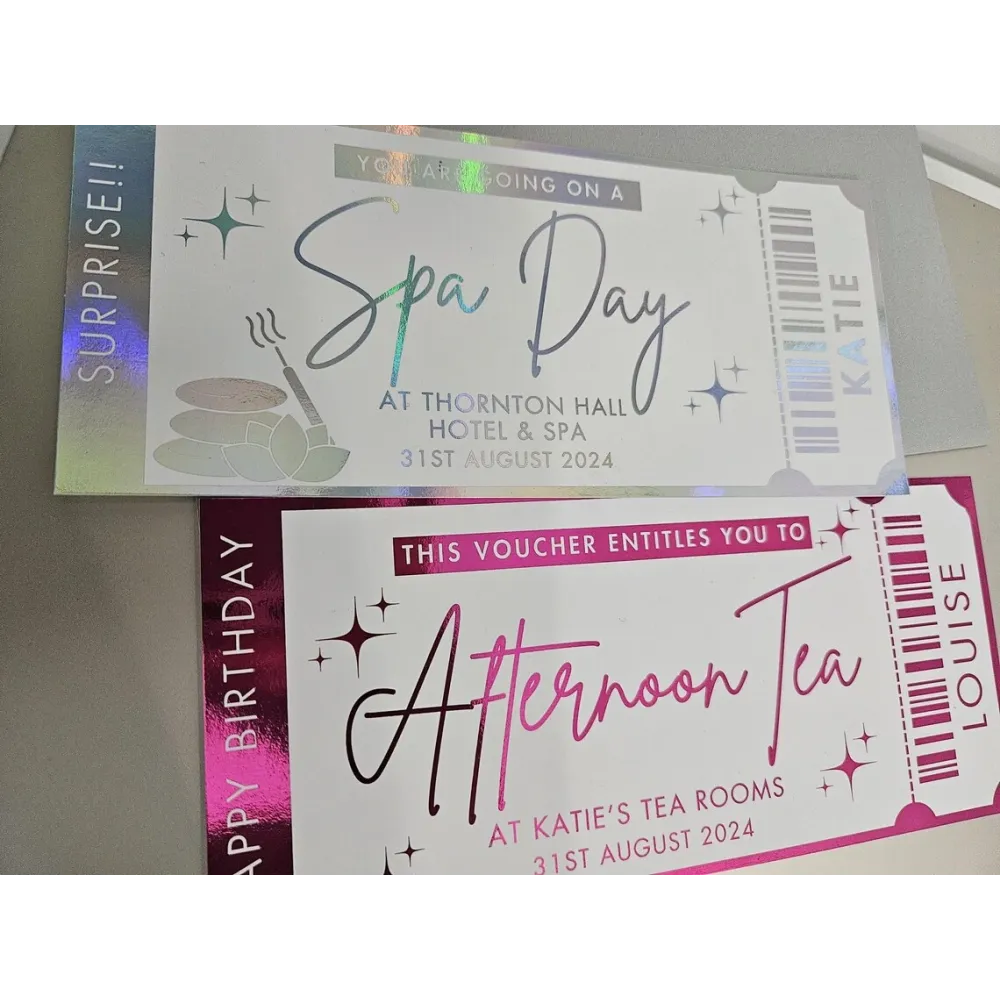 SURPRISE!!
YOU ARE GOING ON A
Spa Day
AT THORNTON HALL
HOTEL & SPA
31ST AUGUST 2024
KATIE
APPY BIRTHDAY
THIS VOUCHER ENTITLES YOU TO
Afternoon Tea
AT KATIE'S TEA ROOMS
31ST AUGUST 2024
LOUISE